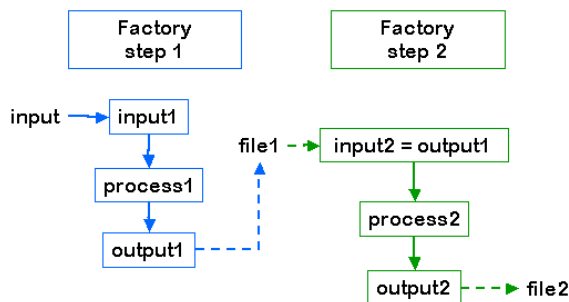 Factory
step 1
Factory
step 2
input
input1
process1
output1
file1
input2 = output1
process2
output2
file2